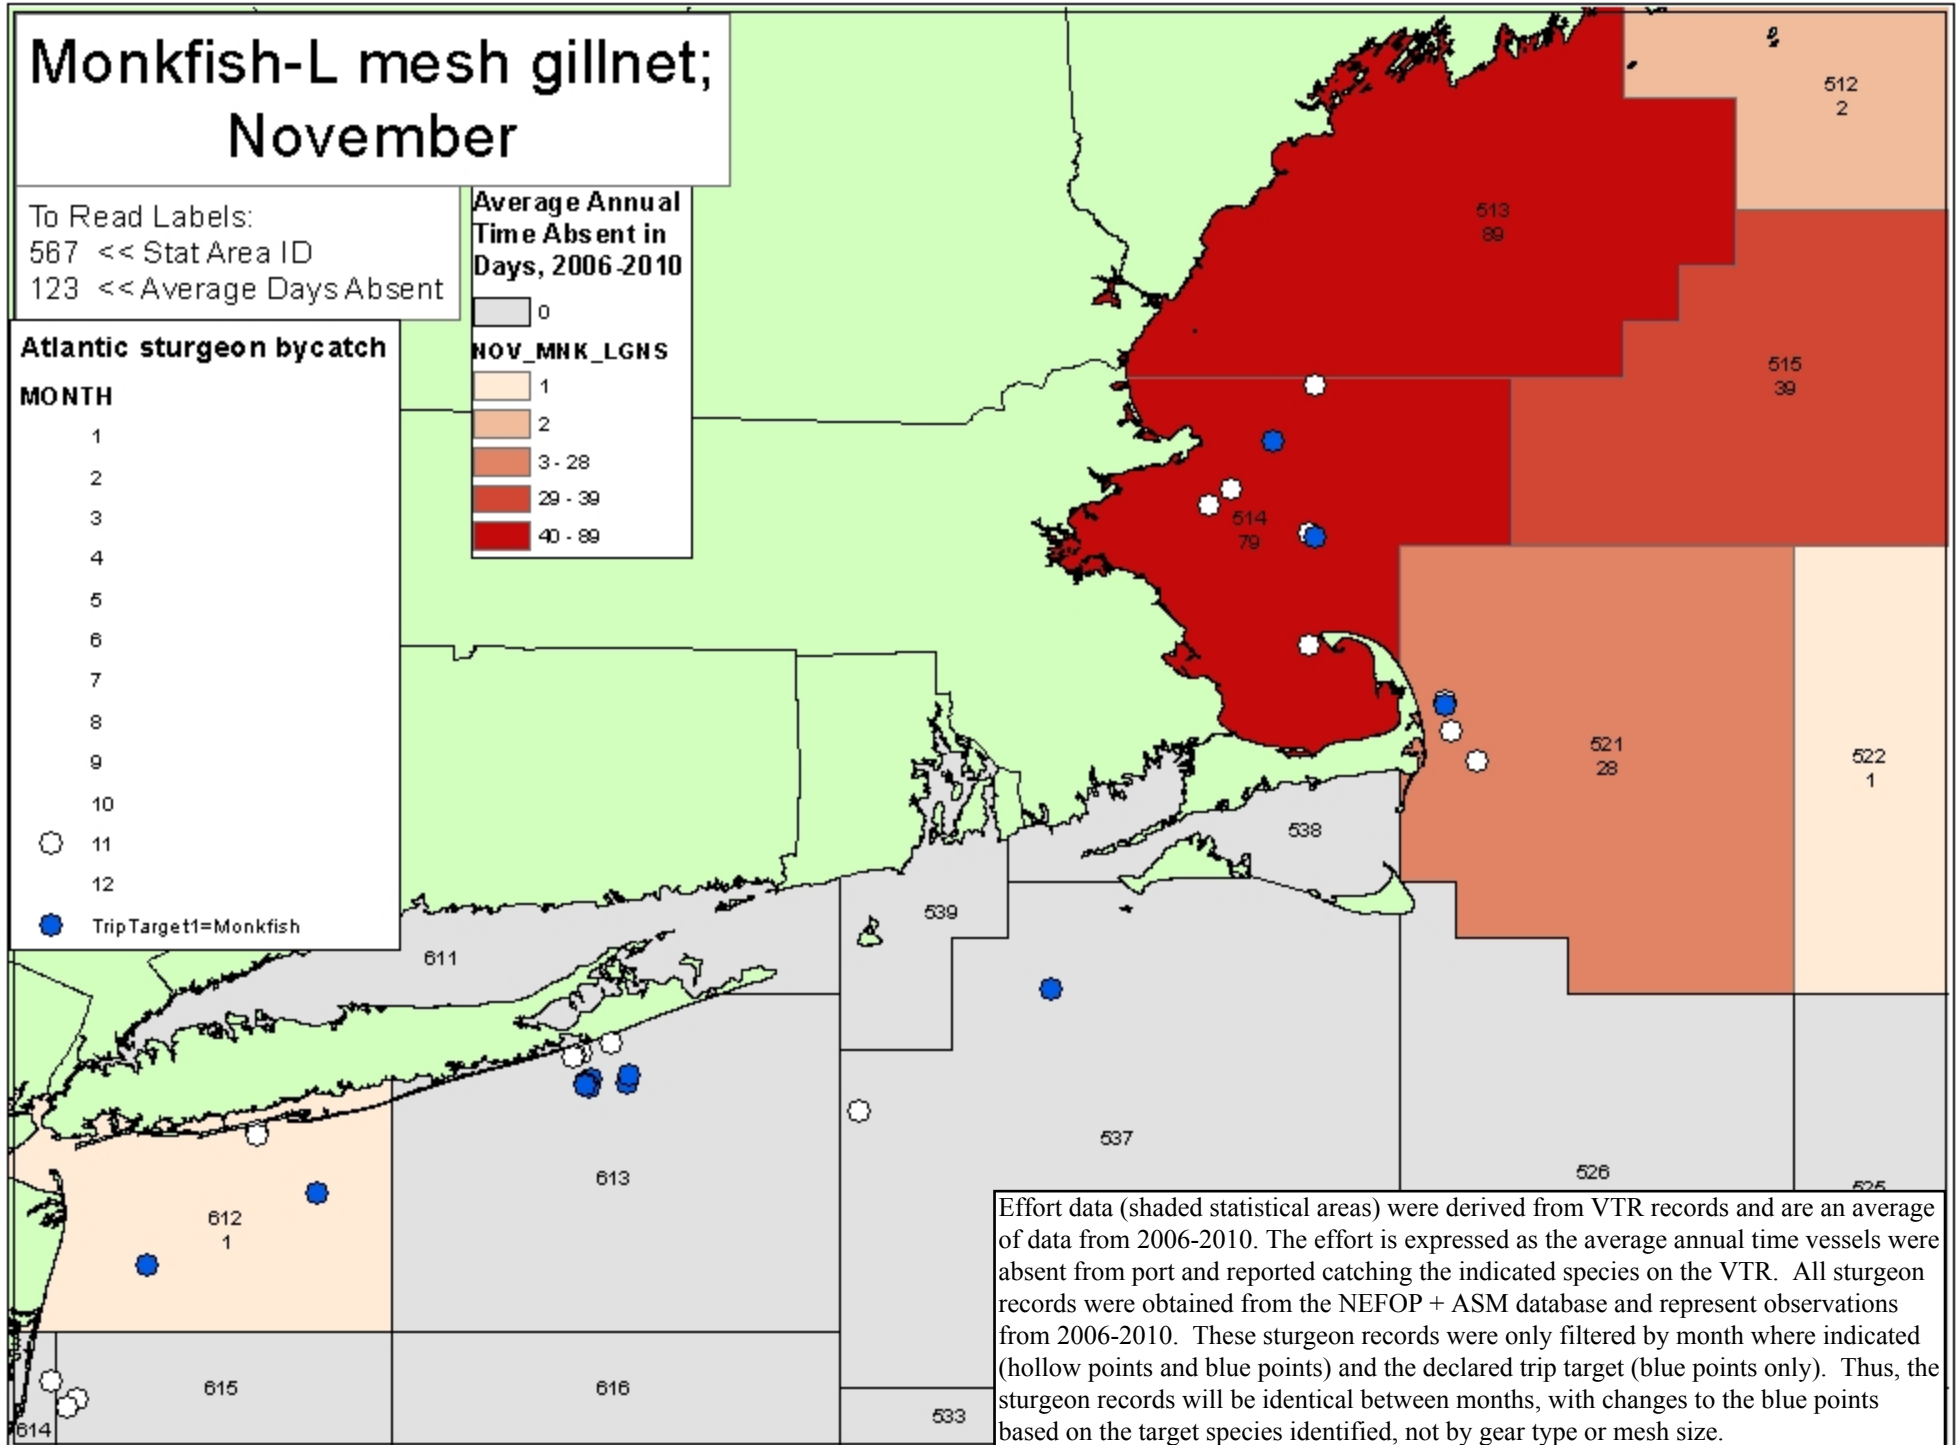 Monkfish-L mesh gillnet;
November
To Read Labels:
567 << Stat Area ID
123 << Average Days Absent
Average Annual
Time Absent in
Days, 2006-2010
0
NOV_MNK_LGNS
1
2
3 - 28
29 - 39
40 - 89
Atlantic sturgeon bycatch
MONTH
1
2
3
4
5
6
7
8
9
10
11
12
TripTarget1=Monkfish
512
2
513
89
515
39
514
79
521
28
522
1
538
539
611
537
526
525
613
612
1
615
616
533
614
Effort data (shaded statistical areas) were derived from VTR records and are an average
of data from 2006-2010. The effort is expressed as the average annual time vessels were
absent from port and reported catching the indicated species on the VTR. All sturgeon
records were obtained from the NEFOP + ASM database and represent observations
from 2006-2010. These sturgeon records were only filtered by month where indicated
(hollow points and blue points) and the declared trip target (blue points only). Thus, the
sturgeon records will be identical between months, with changes to the blue points
based on the target species identified, not by gear type or mesh size.